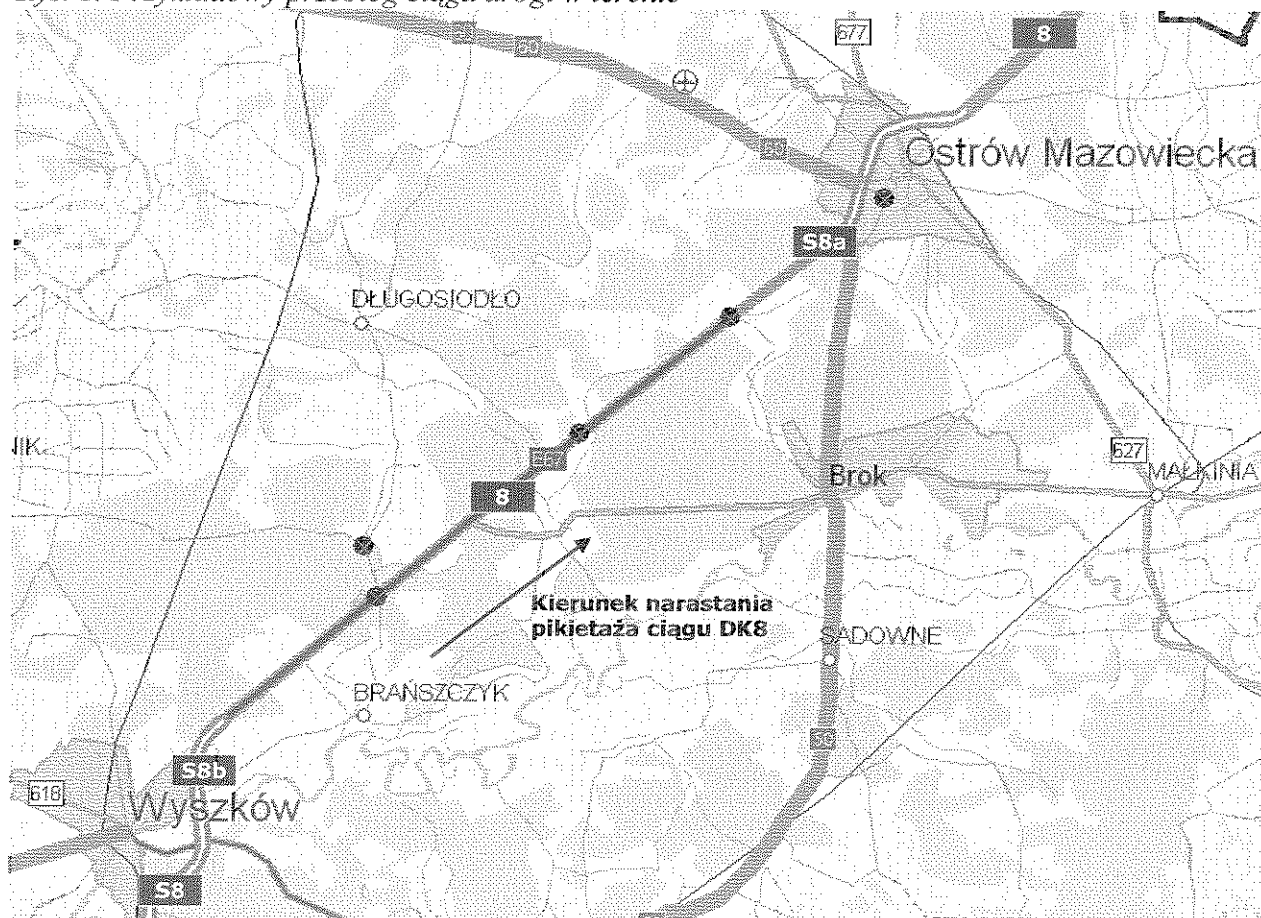 677
8
Ostrów Mazowiecka
S8a
DŁUGOSIODŁO
627
MAŁKINIA
Brok
8
Kierunek narastania
pikietaża ciągu DK8
SADOWNE
BRAŃSZCZYK
S8b
618
Wyszków
S8